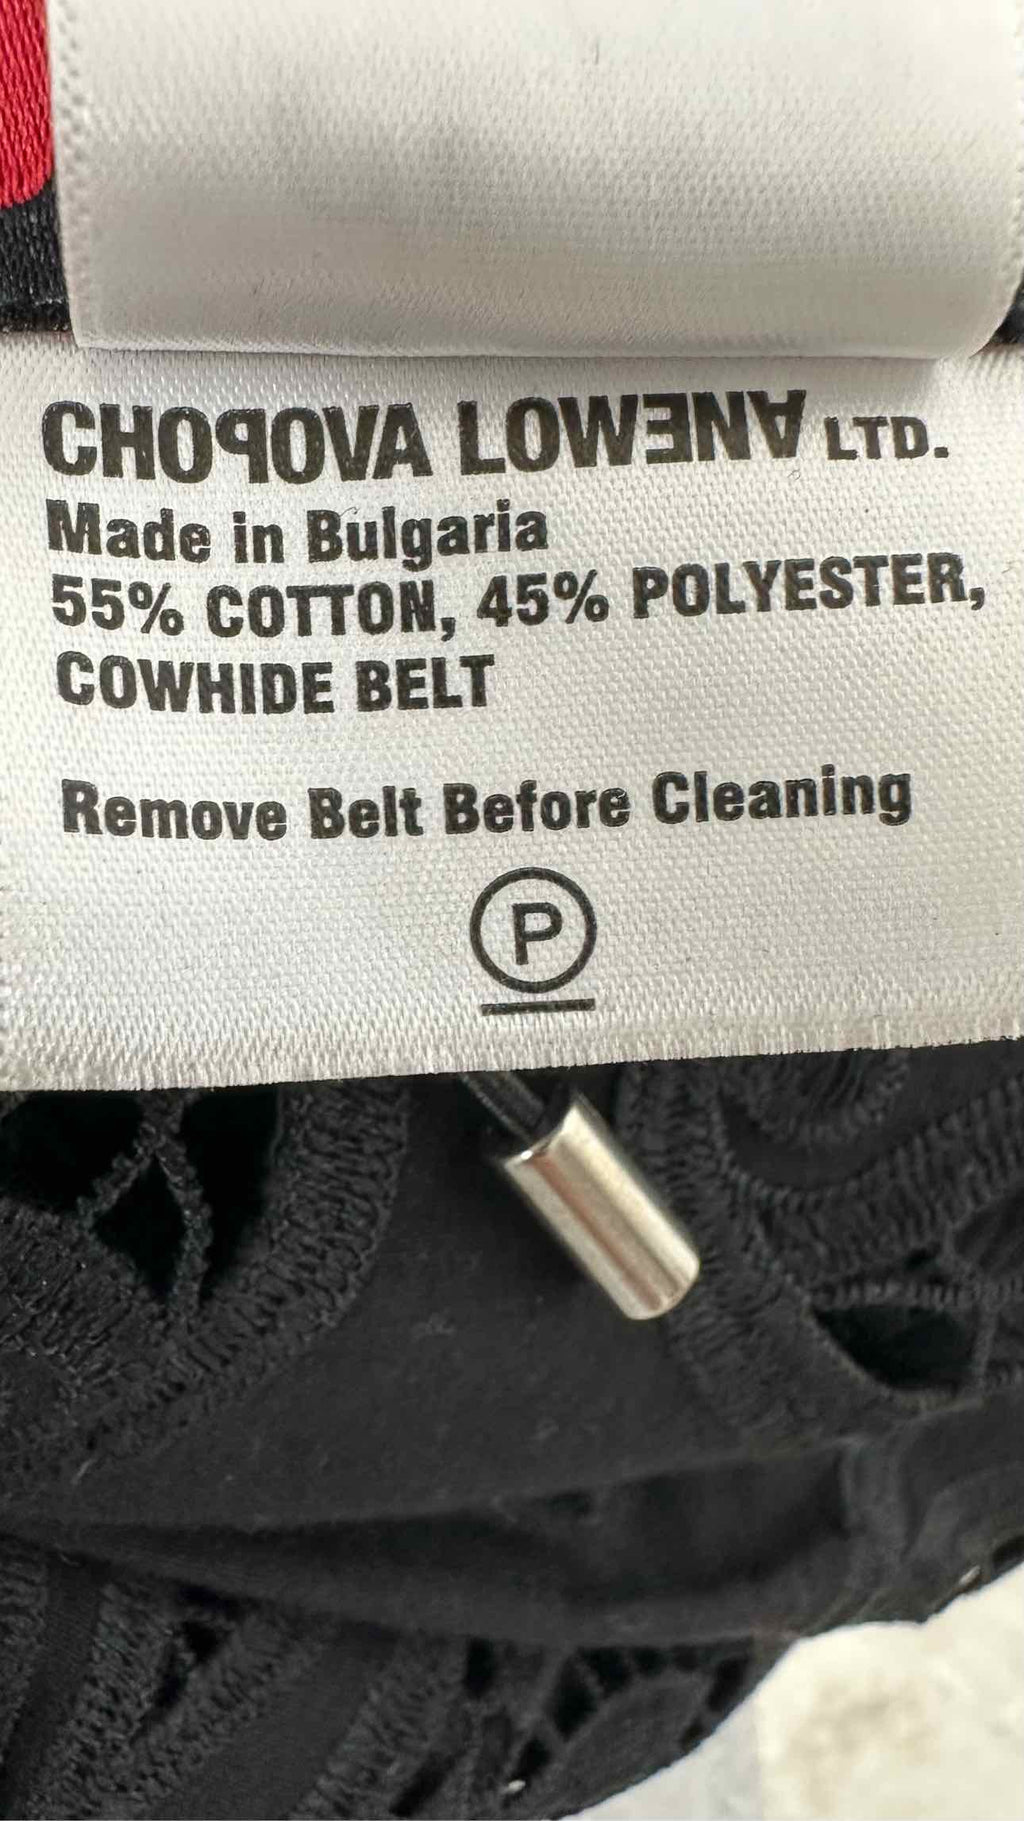 CHOPOVA LOWENA LTD.
Made in Bulgaria
55% COTTON, 45% POLYESTER,
COWHIDE BELT
Remove Belt Before Cleaning
P